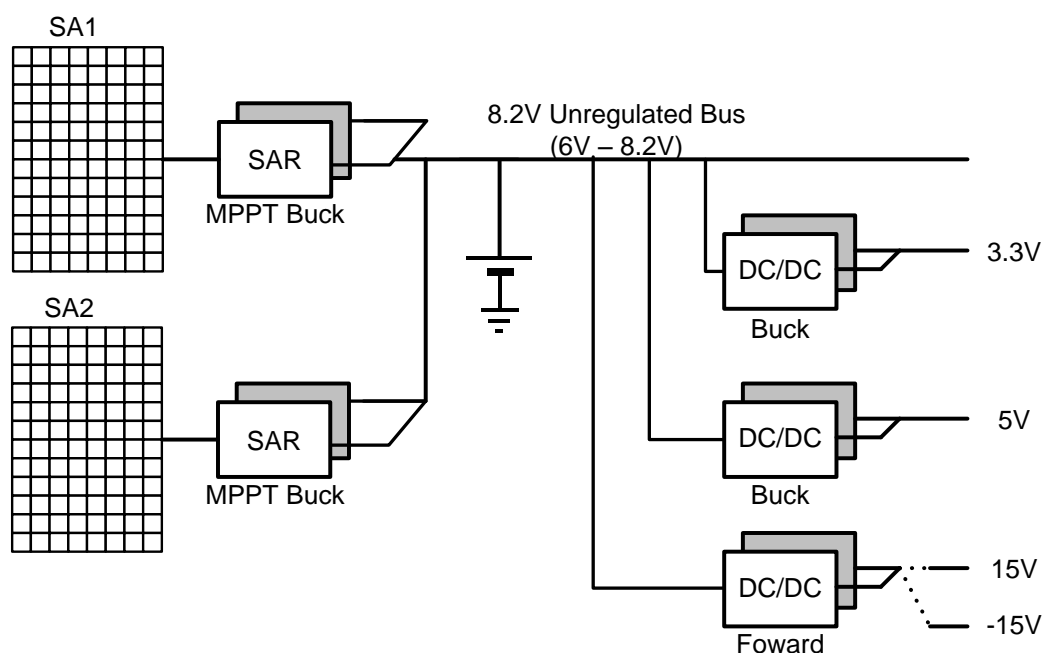 SA1
SAR
MPPT Buck
8.2V Unregulated Bus
(6V – 8.2V)
DC/DC
3.3V
Buck
SA2
SAR
MPPT Buck
DC/DC
5V
Buck
DC/DC
15V
-15V
Foward